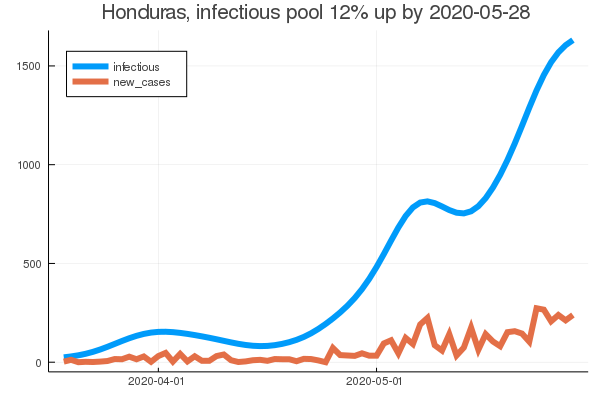 Honduras, infectious pool 12% up by 2020-05-28
infectious
new_cases
1500
1000
500
0
2020-04-01
2020-05-01